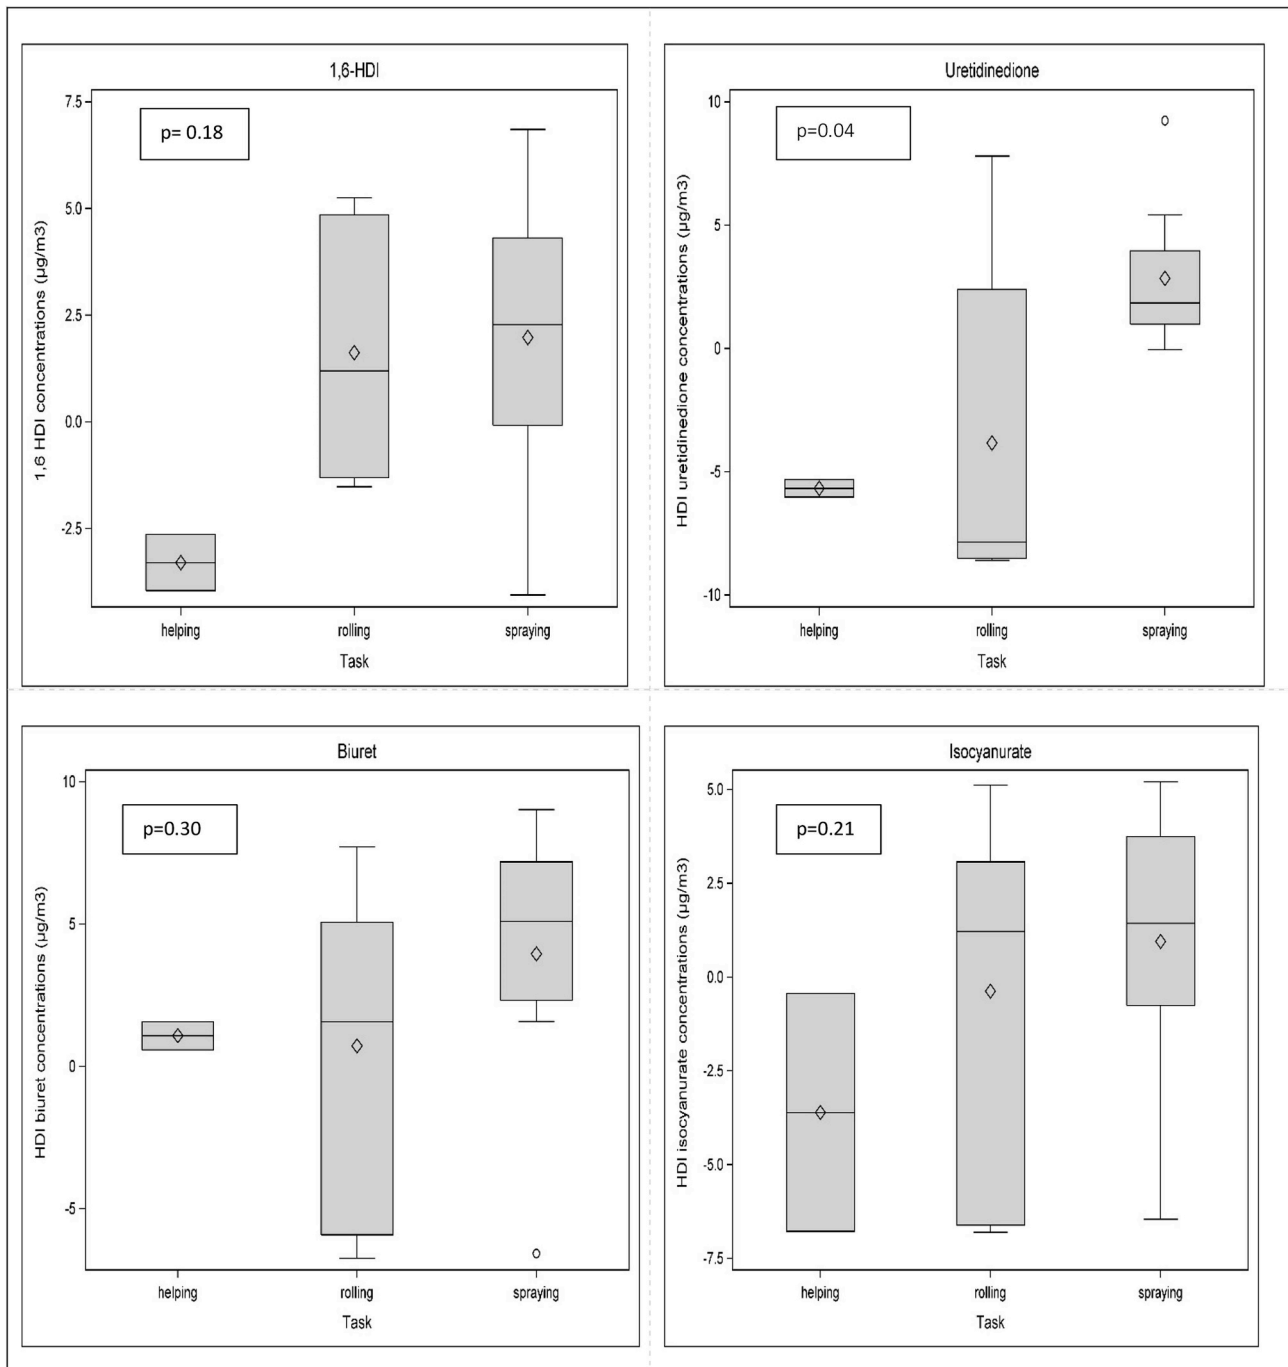 1,6-HDI
p= 0.18
1,6 HDI concentrations (µg/m3)
7.5
5.0
2.5
0.0
-2.5
helping rolling spraying
Task
Uretidinedione
p=0.04
HDI uretidinedione concentrations (µg/m3)
10
5
0
-5
-10
helping rolling spraying
Task
Biuret
p=0.30
HDI biuret concentrations (µg/m3)
10
5
0
-5
helping rolling spraying
Task
Isocyanurate
p=0.21
HDI isocyanurate concentrations (µg/m3)
5.0
2.5
0.0
-2.5
-5.0
-7.5
helping rolling spraying
Task